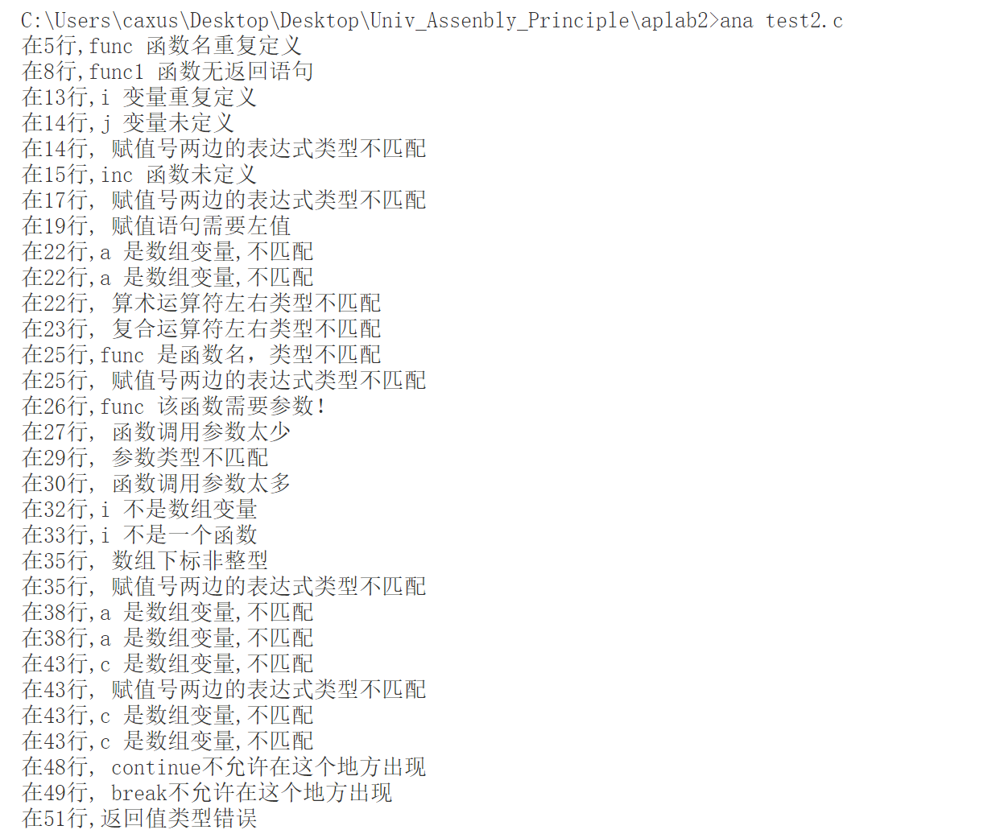 C:\Users\caxus\Desktop\Desktop\Univ_Assenbly_Principle\aplab2>ana test2.c
在5行,func 函数名重复定义
在8行,func1 函数无返回语句
在13行,i 变量重复定义
在14行,j 变量未定义
在14行, 赋值号两边的表达式类型不匹配
在15行,inc 函数未定义
在17行, 赋值号两边的表达式类型不匹配
在19行, 赋值语句需要左值
在22行,a 是数组变量,不匹配
在22行,a 是数组变量,不匹配
在22行, 算术运算符左右类型不匹配
在23行, 复合运算符左右类型不匹配
在25行,func 是函数名，类型不匹配
在25行, 赋值号两边的表达式类型不匹配
在26行,func 该函数需要参数!
在27行, 函数调用参数太少
在29行, 参数类型不匹配
在30行, 函数调用参数太多
在32行,i 不是数组变量
在33行,i 不是一个函数
在35行, 数组下标非整型
在35行, 赋值号两边的表达式类型不匹配
在38行,a 是数组变量,不匹配
在38行,a 是数组变量,不匹配
在43行,c 是数组变量,不匹配
在43行, 赋值号两边的表达式类型不匹配
在43行,c 是数组变量,不匹配
在43行,c 是数组变量,不匹配
在48行, continue不允许在这个地方出现
在49行, break不允许在这个地方出现
在51行,返回值类型错误